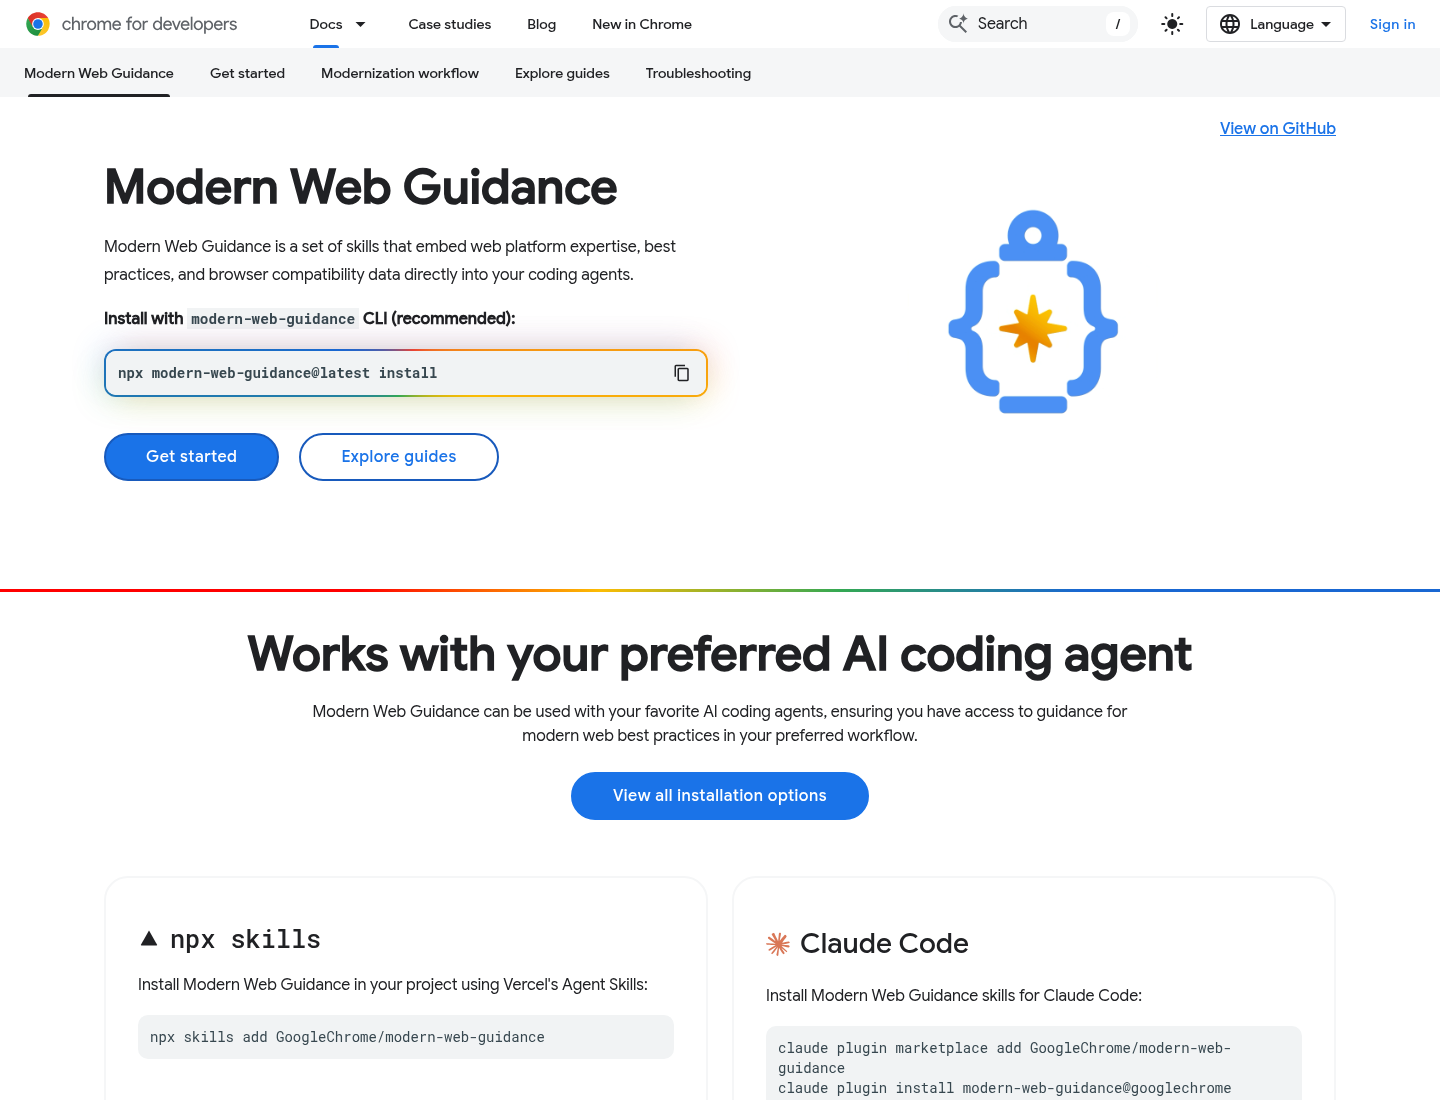 chrome for developers
Docs
Case studies
Blog
New in Chrome
Search
/
Language
Sign in
Modern Web Guidance
Get started
Modernization workflow
Explore guides
Troubleshooting
View on GitHub
Modern Web Guidance
Modern Web Guidance is a set of skills that embed web platform expertise, best
practices, and browser compatibility data directly into your coding agents.
Install with modern-web-guidance CLI (recommended):
npx modern-web-guidance@latest install
Get started
Explore guides
Works with your preferred AI coding agent
Modern Web Guidance can be used with your favorite AI coding agents, ensuring you have access to guidance for
modern web best practices in your preferred workflow.
View all installation options
npx skills
Install Modern Web Guidance in your project using Vercel's Agent Skills:
npx skills add GoogleChrome/modern-web-guidance
Claude Code
Install Modern Web Guidance skills for Claude Code:
claude plugin marketplace add GoogleChrome/modern-web-
guidance
claude plugin install modern-web-guidance@googlechrome